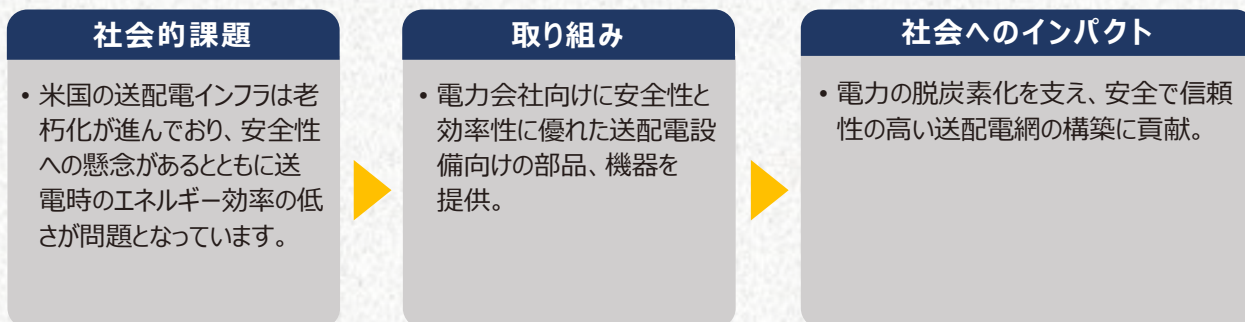 社会的課題
・米国の送配電インフラは老
朽化が進んでおり、安全性
への懸念があるとともに送
電時のエネルギー効率の低
さが問題となっています。
取り組み
・電力会社向けに安全性と
効率性に優れた送配電設
備向けの部品、機器を
提供。
社会へのインパクト
・電力の脱炭素化を支え、安全で信頼
性の高い送配電網の構築に貢献。